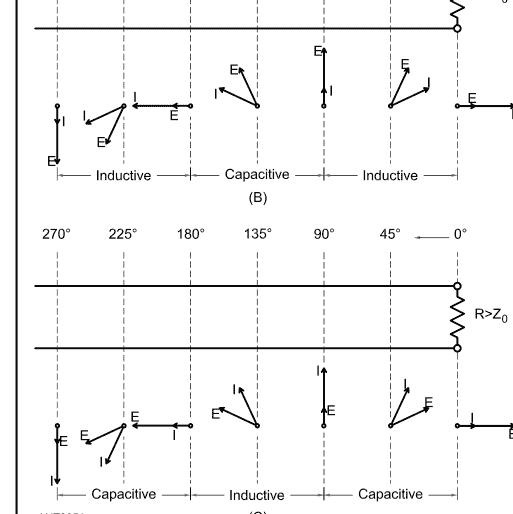 E E E E
I I I
I E I E
E
Inductive Capacitive Inductive
(B)
270° 225° 180° 135° 90° 45° 0°
R>Z0
I I I I
E E E E E
E I I
I
Capacitive Inductive Capacitive